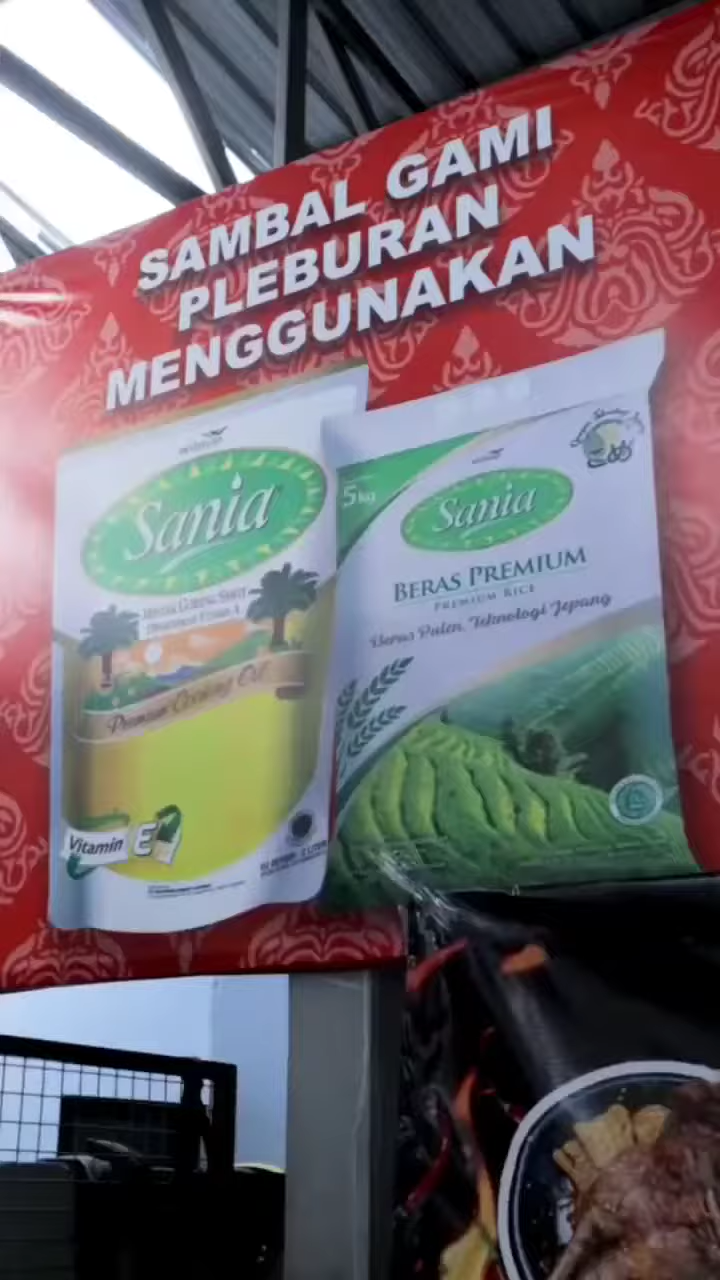 SAMBAL GAMI
PLEBURAN
MENGGUNAKAN
Sania
Premium Cooking Oil
Vitamin E
5kg
Sania
BERAS PREMIUM
PREMIUM RICE
Beras Pulen, Teknologi Jepang